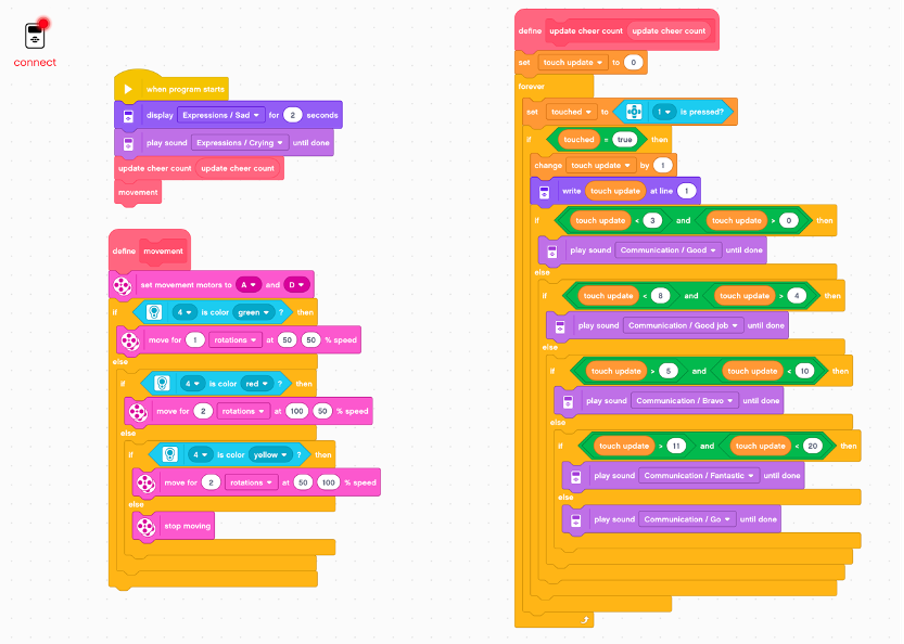 connect
when program starts
display Expressions / Sad for 2 seconds
play sound Expressions / Crying until done
update cheer count update cheer count
movement
define movement
set movement motors to A and D
if 4 is color green ? then
move for 1 rotations at 50 50 % speed
else
if 4 is color red ? then
move for 2 rotations at 100 50 % speed
else
if 4 is color yellow ? then
move for 2 rotations at 50 100 % speed
else
stop moving
define update cheer count update cheer count
set touch update to 0
forever
set touched to 1 is pressed?
if touched = true then
change touch update by 1
write touch update at line 1
if touch update < 3 and touch update > 0 then
play sound Communication / Good until done
else
if touch update < 8 and touch update > 4 then
play sound Communication / Good job until done
else
if touch update > 5 and touch update < 10 then
play sound Communication / Bravo until done
else
if touch update > 11 and touch update < 20 then
play sound Communication / Fantastic until done
else
play sound Communication / Go until done